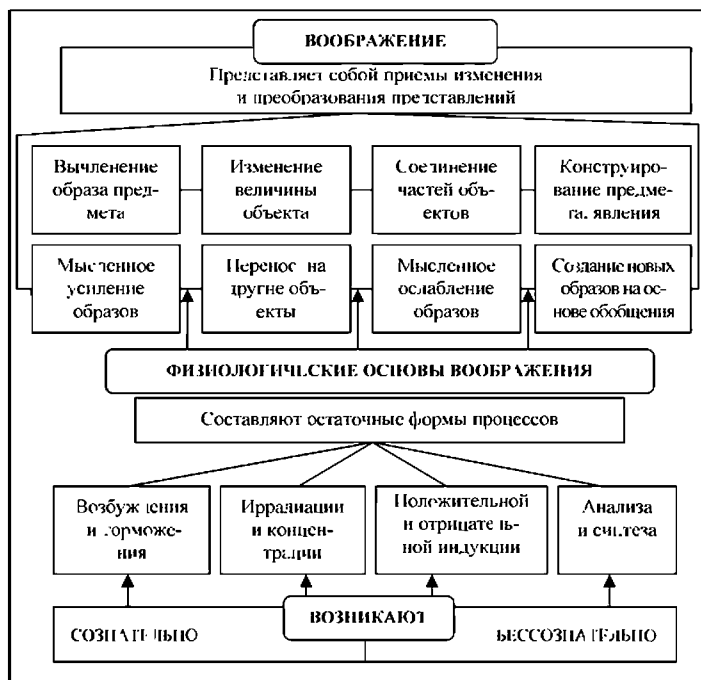 ВООБРАЖЕНИЕ
Представляет собой приемы изменения
и преобразования представлений
Вычленение
образа пред-
мета
Изменение
величины
объекта
Соединение
частей объ-
ектов
Конструиро-
вание предме-
та, явления
Мысленное
усиление
образов
Перенос на
другие объ-
екты
Мысленное
ослабление
образов
Создание новых
образов на ос-
нове обобщения
ФИЗИОЛОГИЧЕСКИЕ ОСНОВЫ ВООБРАЖЕНИЯ
Составляют остаточные формы процессов
Возбуждения
и торможе-
ния
Иррадиации
и концен-
трации
Положительной
и отрицатель-
ной индукции
Анализа
и синтеза
ВОЗНИКАЮТ
СОЗНАТЕЛЬНО
БЕССОЗНАТЕЛЬНО